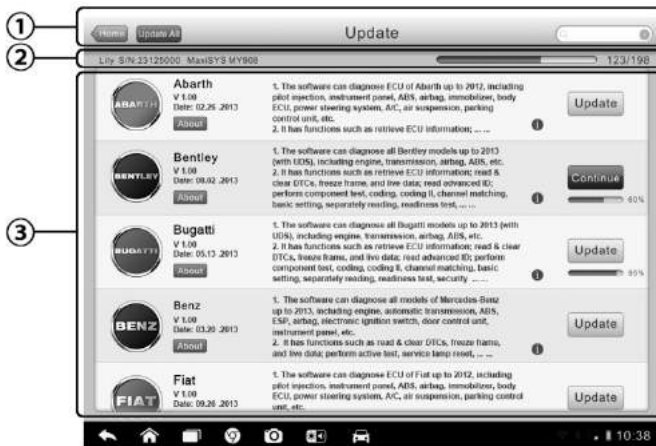 1
Home Update All Update
2
Lily S/N:23125000 MaxiSYS MY908 123/198
3
ABARTH
Abarth
V 1.00
Date: 02.26 .2013
About
1. The software can diagnose ECU of Abarth up to 2012, including
pilot injection, instrument panel, ABS, airbag, immobilizer, body
ECU, power steering system, A/C, air suspension, parking
control unit, etc.
2. It has functions such as retrieve ECU information; ... ...
Update
BENTLEY
Bentley
V 1.00
Date: 08.02 .2013
About
1. The software can diagnose all Bentley models up to 2013
(with UDS), including engine, transmission, airbag, ABS, etc.
2. It has functions such as retrieve ECU information; read &
clear DTCs, freeze frame, and live data; read advanced ID;
perform component test, coding, coding II, channel matching,
basic setting, separately reading, readiness test, ... ...
Continue
60%
BUGATTI
Bugatti
V 1.00
Date: 05.13 .2013
About
1. The software can diagnose all Bugatti models up to 2013 (with
UDS), including engine, transmission, airbag, ABS, etc.
2. It has functions such as retrieve ECU information; read & clear
DTCs, freeze frame, and live data; read advanced ID; perform
component test, coding, coding II, channel matching, basic
setting, separately reading, readiness test, security ... ...
Update
BENZ
Benz
V 1.00
Date: 03.20 .2013
About
1. The software can diagnose all models of Mercedes-Benz
up to 2013, including engine, automatic transmission, ABS,
ESP, airbag, electronic ignition switch, door control unit,
instrument panel, etc.
2. It has functions such as read & clear DTCs, freeze frame,
and live data; perform active test, service lamp reset, ... ...
Update
FIAT
Fiat
V 1.00
Date: 09.26 .2013
1. The software can diagnose ECU of Fiat up to 2012, including
pilot injection, instrument panel, ABS, airbag, immobilizer, body
ECU, power steering system, A/C, air suspension, parking control
unit, etc.
Update
10:38